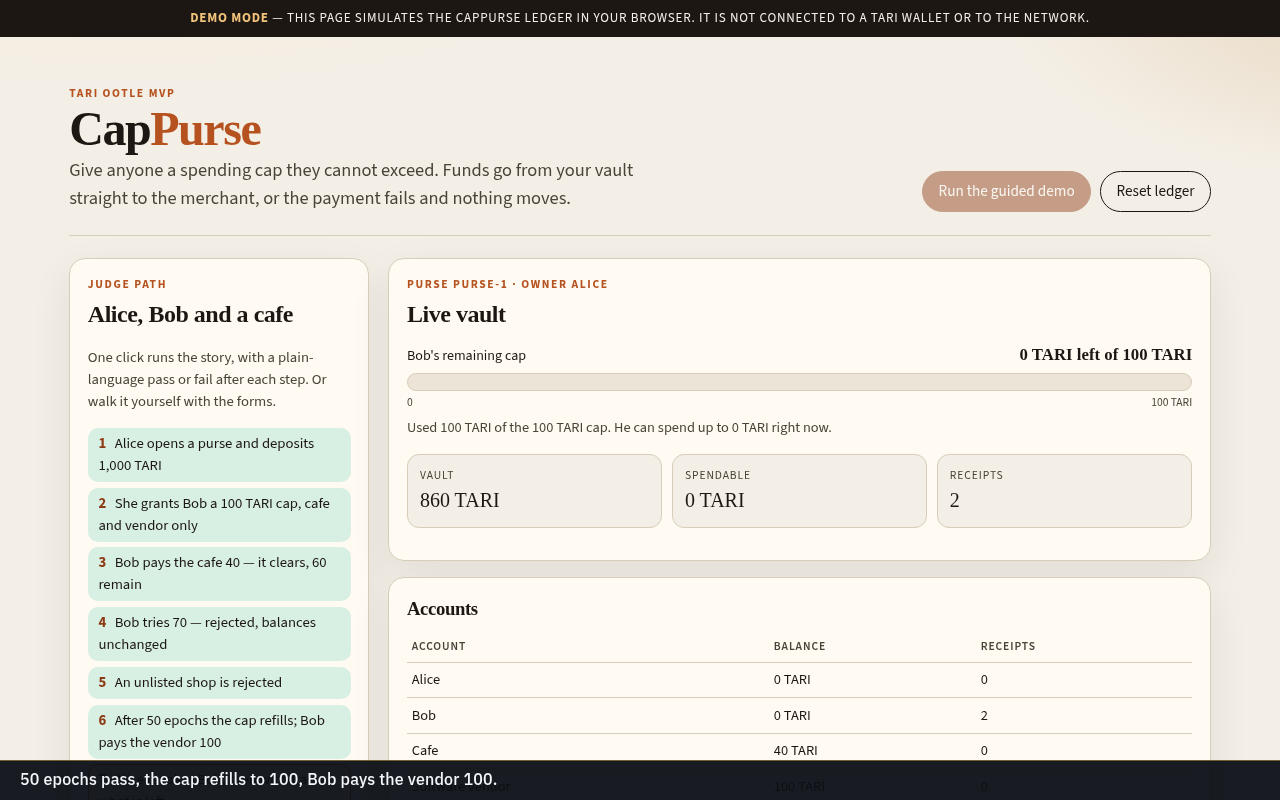 DEMO MODE — THIS PAGE SIMULATES THE CAPPURSE LEDGER IN YOUR BROWSER. IT IS NOT CONNECTED TO A TARI WALLET OR TO THE NETWORK.
TARI OOTLE MVP
CapPurse
Give anyone a spending cap they cannot exceed. Funds go from your vault
straight to the merchant, or the payment fails and nothing moves.
Run the guided demo
Reset ledger
JUDGE PATH
Alice, Bob and a cafe
One click runs the story, with a plain-
language pass or fail after each step. Or
walk it yourself with the forms.
1 Alice opens a purse and deposits
1,000 TARI
2 She grants Bob a 100 TARI cap, cafe
and vendor only
3 Bob pays the cafe 40 — it clears, 60
remain
4 Bob tries 70 — rejected, balances
unchanged
5 An unlisted shop is rejected
6 After 50 epochs the cap refills; Bob
pays the vendor 100
PURSE PURSE-1 · OWNER ALICE
Live vault
Bob's remaining cap
0 TARI left of 100 TARI
0
100 TARI
Used 100 TARI of the 100 TARI cap. He can spend up to 0 TARI right now.
VAULT
860 TARI
SPENDABLE
0 TARI
RECEIPTS
2
Accounts
ACCOUNT BALANCE RECEIPTS
Alice 0 TARI 0
Bob 0 TARI 2
Cafe 40 TARI 0
Software vendor 100 TARI 0
50 epochs pass, the cap refills to 100, Bob pays the vendor 100.